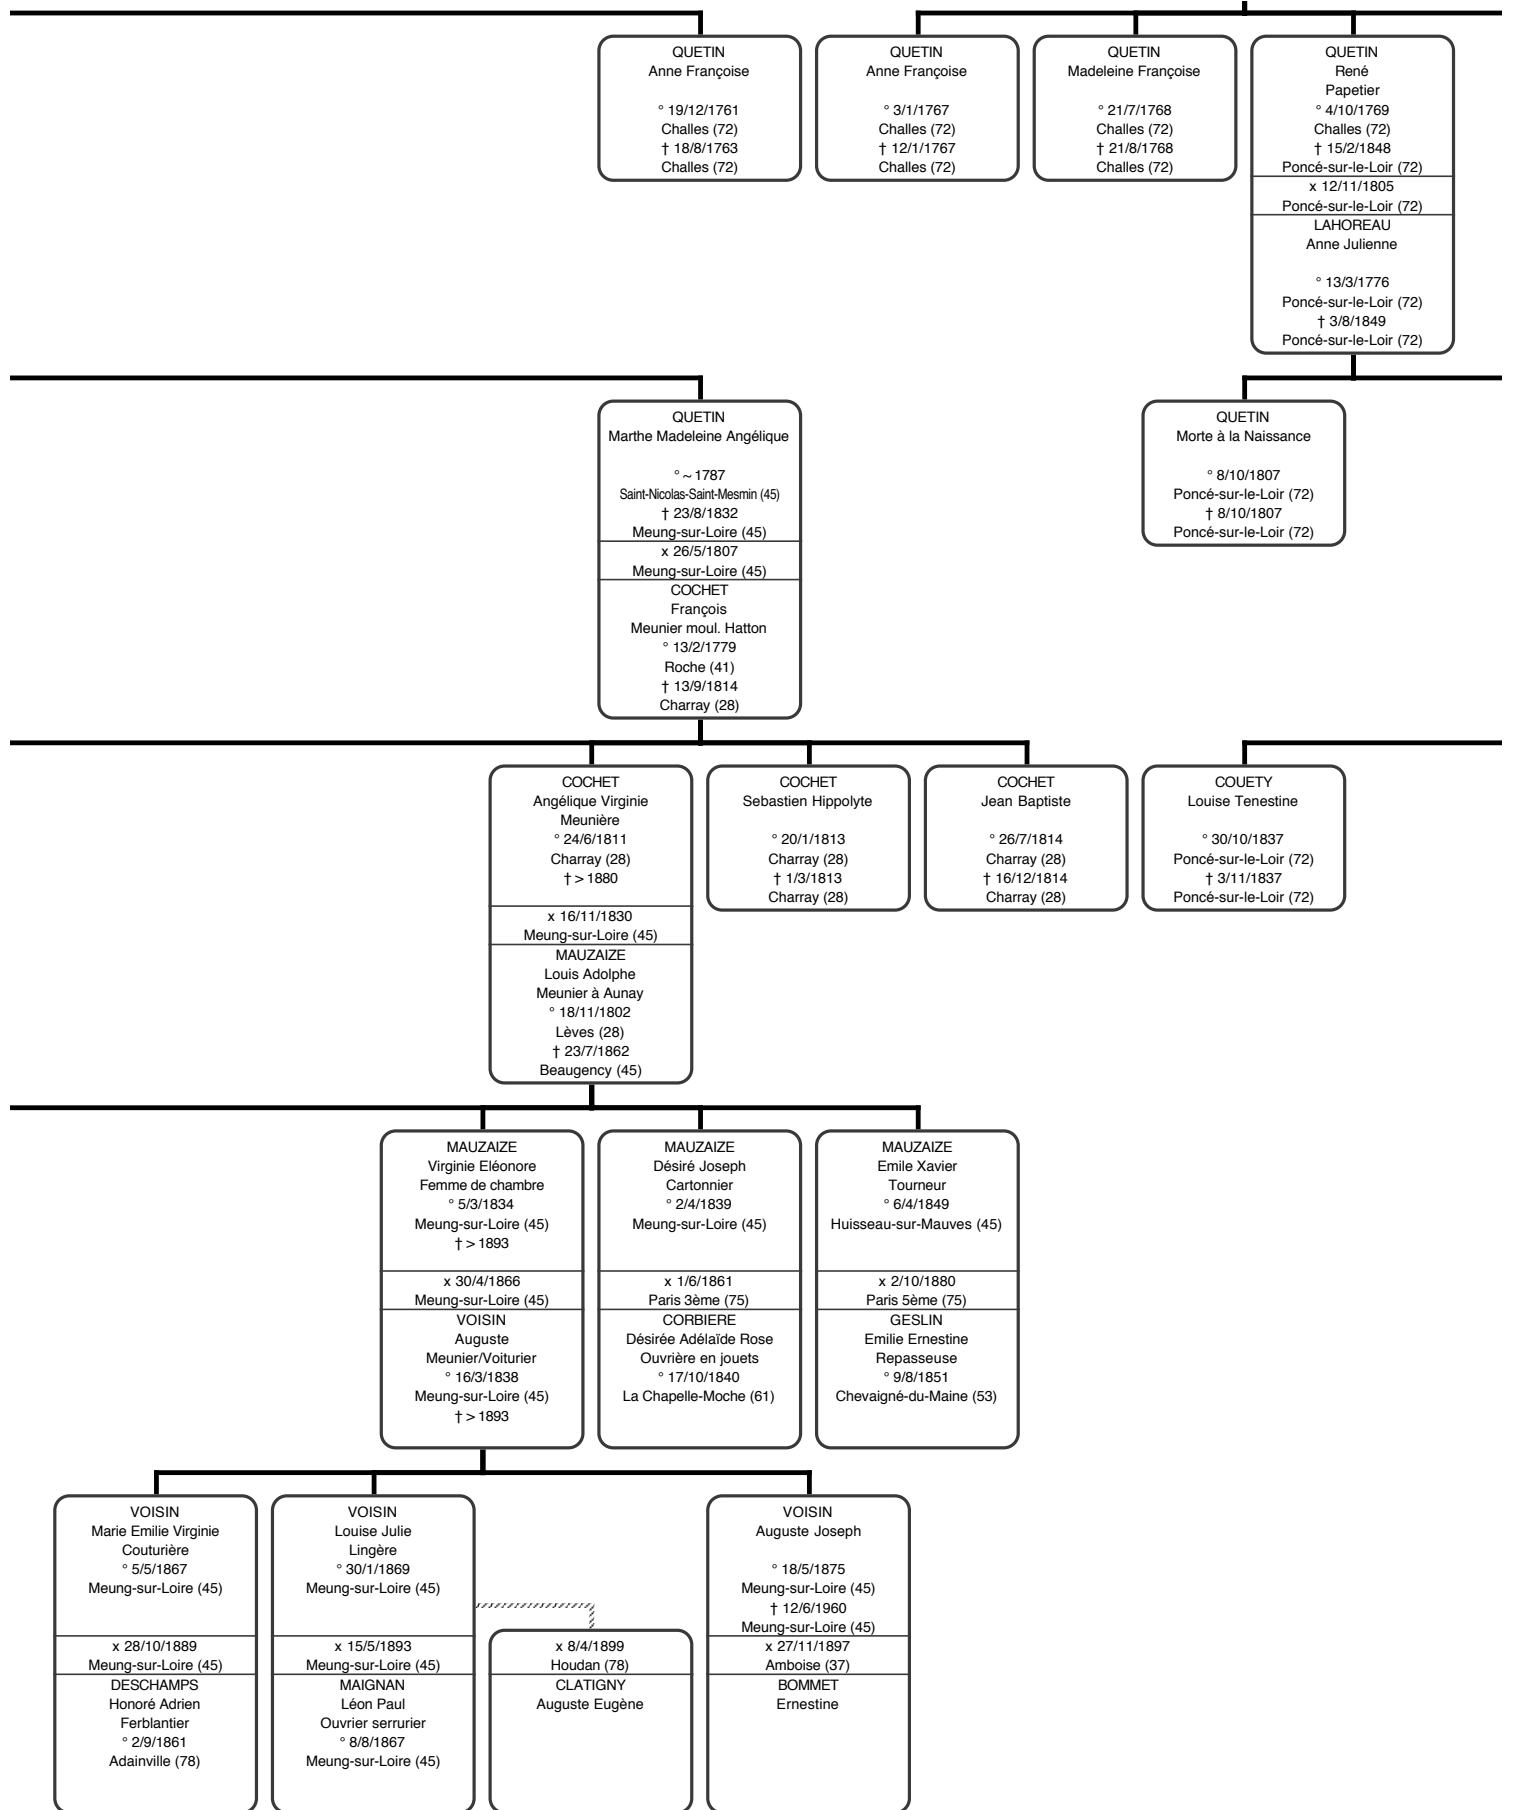 QUETIN
Anne Françoise
° 19/12/1761
Challes (72)
† 18/8/1763
Challes (72)
QUETIN
Anne Françoise
° 3/1/1767
Challes (72)
† 12/1/1767
Challes (72)
QUETIN
Madeleine Françoise
° 21/7/1768
Challes (72)
† 21/8/1768
Challes (72)
QUETIN
René
Papetier
° 4/10/1769
Challes (72)
† 15/2/1848
Poncé-sur-le-Loir (72)
x 12/11/1805
Poncé-sur-le-Loir (72)
LAHOREAU
Anne Julienne
° 13/3/1776
Poncé-sur-le-Loir (72)
† 3/8/1849
Poncé-sur-le-Loir (72)
QUETIN
Marthe Madeleine Angélique
° ~ 1787
Saint-Nicolas-Saint-Mesmin (45)
† 23/8/1832
Meung-sur-Loire (45)
x 26/5/1807
Meung-sur-Loire (45)
COCHET
François
Meunier moul. Hatton
° 13/2/1779
Roche (41)
† 13/9/1814
Charray (28)
QUETIN
Morte à la Naissance
° 8/10/1807
Poncé-sur-le-Loir (72)
† 8/10/1807
Poncé-sur-le-Loir (72)
COCHET
Angélique Virginie
Meunière
° 24/6/1811
Charray (28)
† > 1880
x 16/11/1830
Meung-sur-Loire (45)
MAUZAIZE
Louis Adolphe
Meunier à Aunay
° 18/11/1802
Lèves (28)
† 23/7/1862
Beaugency (45)
COCHET
Sebastien Hippolyte
° 20/1/1813
Charray (28)
† 1/3/1813
Charray (28)
COCHET
Jean Baptiste
° 26/7/1814
Charray (28)
† 16/12/1814
Charray (28)
COUETY
Louise Tenestine
° 30/10/1837
Poncé-sur-le-Loir (72)
† 3/11/1837
Poncé-sur-le-Loir (72)
MAUZAIZE
Virginie Eléonore
Femme de chambre
° 5/3/1834
Meung-sur-Loire (45)
† > 1893
x 30/4/1866
Meung-sur-Loire (45)
VOISIN
Auguste
Meunier/Voiturier
° 16/3/1838
Meung-sur-Loire (45)
† > 1893
MAUZAIZE
Désiré Joseph
Cartonnier
° 2/4/1839
Meung-sur-Loire (45)
x 1/6/1861
Paris 3ème (75)
CORBIERE
Désirée Adélaïde Rose
Ouvrière en jouets
° 17/10/1840
La Chapelle-Moche (61)
MAUZAIZE
Emile Xavier
Tourneur
° 6/4/1849
Huisseau-sur-Mauves (45)
x 2/10/1880
Paris 5ème (75)
GESLIN
Emilie Ernestine
Repasseuse
° 9/8/1851
Chevaigné-du-Maine (53)
VOISIN
Marie Emilie Virginie
Couturière
° 5/5/1867
Meung-sur-Loire (45)
x 28/10/1889
Meung-sur-Loire (45)
DESCHAMPS
Honoré Adrien
Ferblantier
° 2/9/1861
Adainville (78)
VOISIN
Louise Julie
Lingère
° 30/1/1869
Meung-sur-Loire (45)
x 15/5/1893
Meung-sur-Loire (45)
MAIGNAN
Léon Paul
Ouvrier serrurier
° 8/8/1867
Meung-sur-Loire (45)
x 8/4/1899
Houdan (78)
CLATIGNY
Auguste Eugène
VOISIN
Auguste Joseph
° 18/5/1875
Meung-sur-Loire (45)
† 12/6/1960
Meung-sur-Loire (45)
x 27/11/1897
Amboise (37)
BOMMET
Ernestine